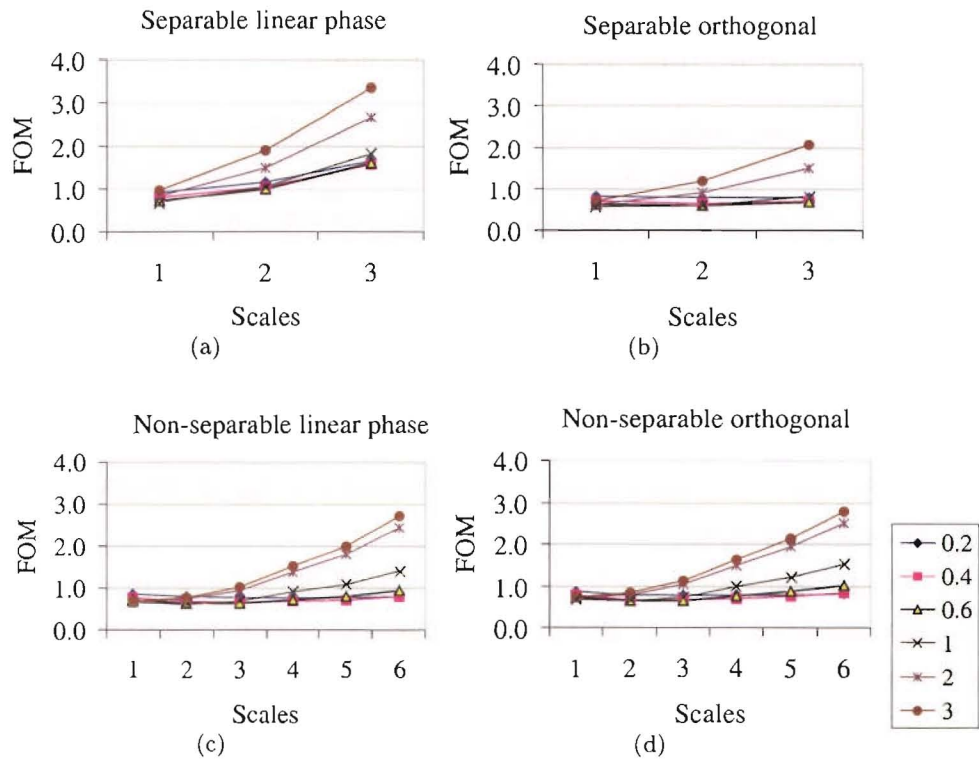 Separable linear phase
4.0
3.0
2.0
1.0
0.0
FOM
1 2 3
Scales
(a)
Separable orthogonal
4.0
3.0
2.0
1.0
0.0
FOM
1 2 3
Scales
(b)
Non-separable linear phase
4.0
3.0
2.0
1.0
0.0
FOM
1 2 3 4 5 6
Scales
(c)
Non-separable orthogonal
4.0
3.0
2.0
1.0
0.0
FOM
1 2 3 4 5 6
Scales
(d)
0.2
0.4
0.6
1
2
3